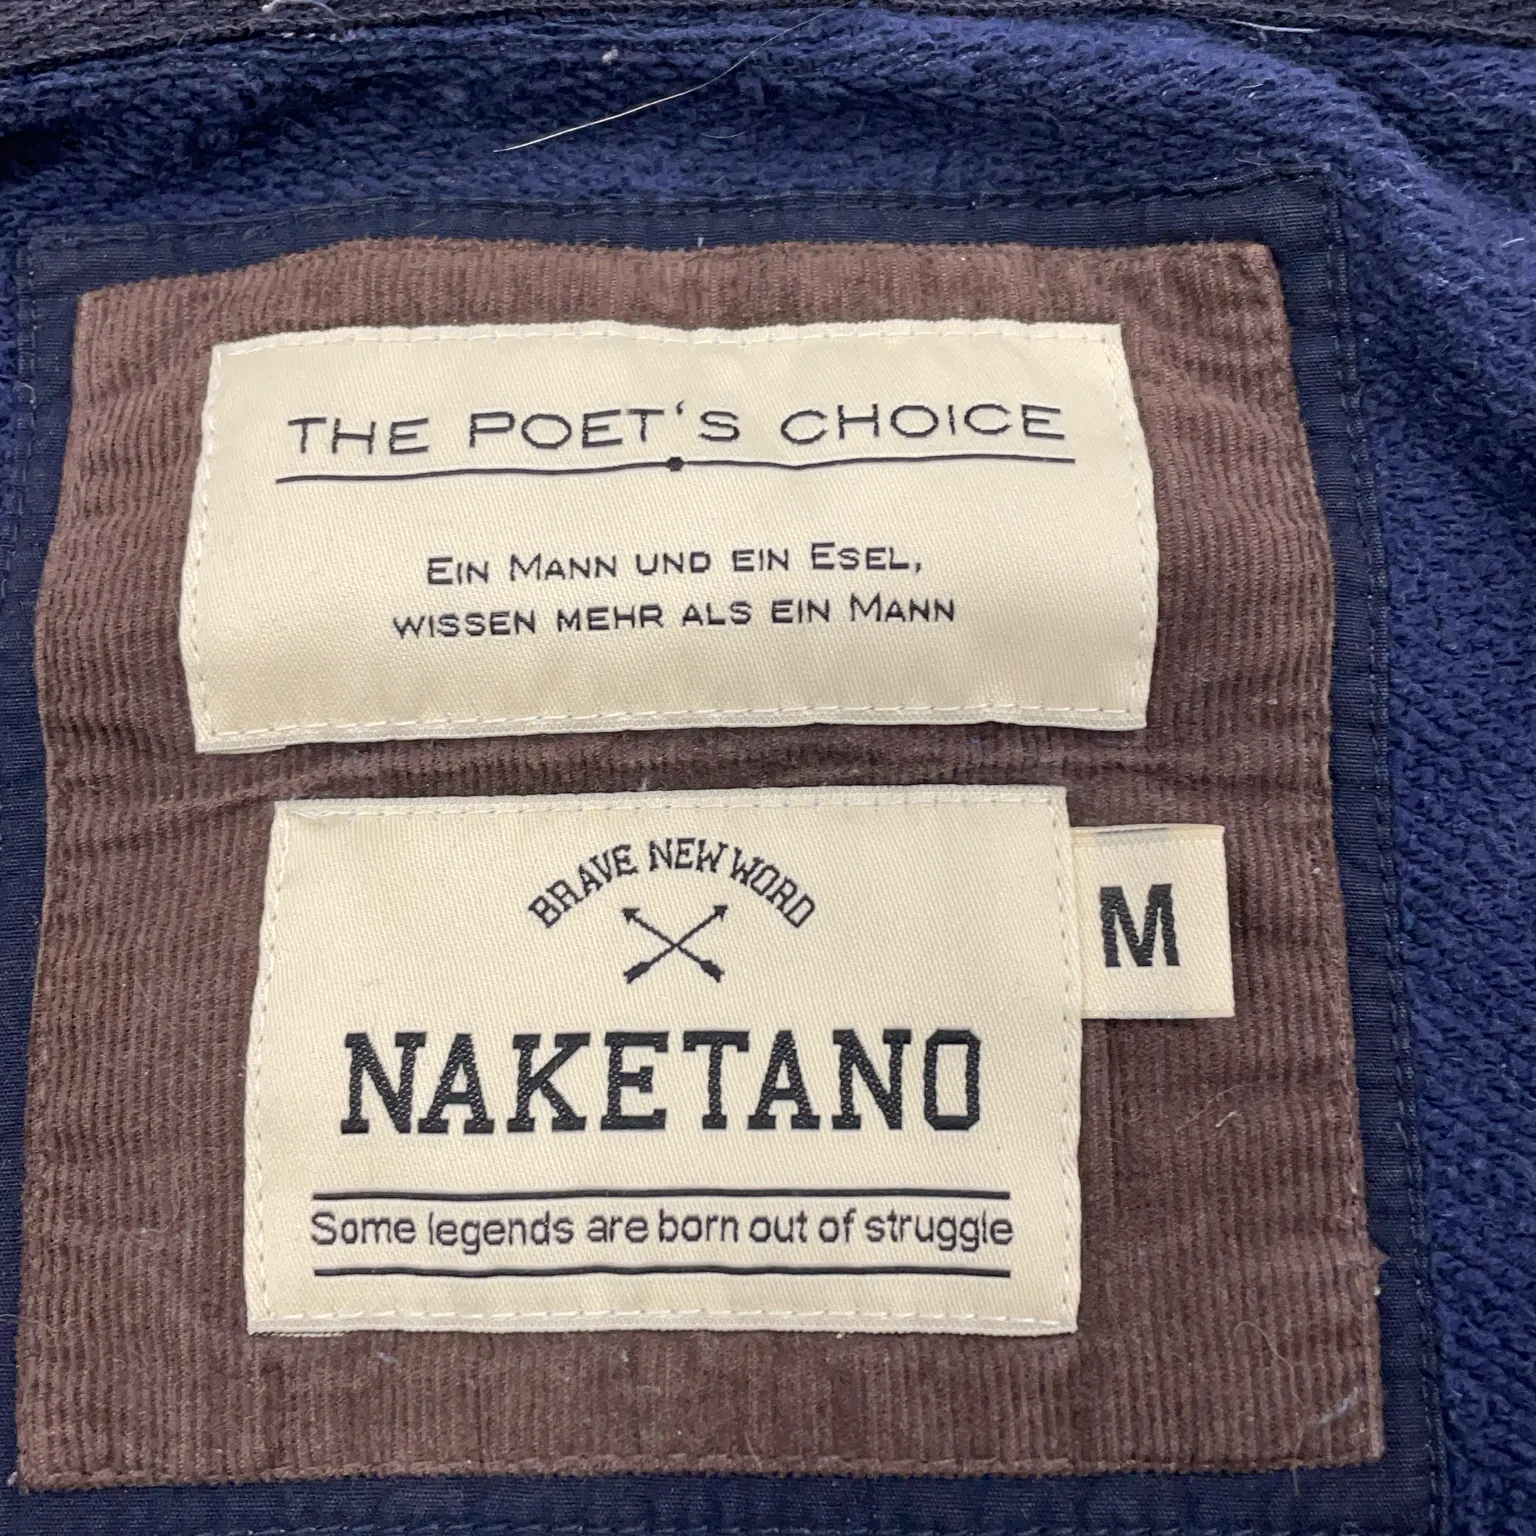 THE POET‘S CHOICE
EIN MANN UND EIN ESEL,
WISSEN MEHR ALS EIN MANN
BRAVE NEW WORD
M
NAKETANO
Some legends are born out of struggle